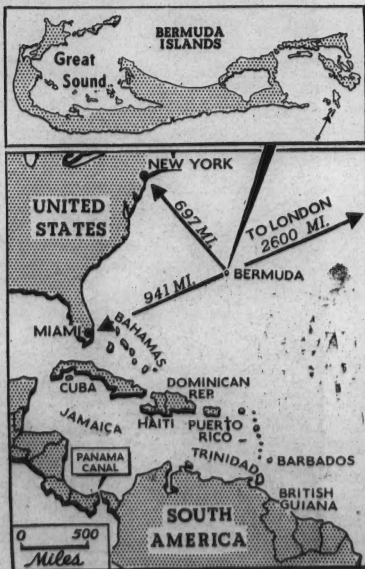 BERMUDA
ISLANDS
Great
Sound
NEW YORK
UNITED
STATES
697 MI.
TO LONDON
2600 MI.
BERMUDA
941 MI.
MIAMI
BAHAMAS
CUBA
DOMINICAN
REP.
JAMAICA
HAITI
PUERTO
RICO
PANAMA
CANAL
TRINIDAD
BARBADOS
BRITISH
GUIANA
SOUTH
AMERICA
0 500
Miles